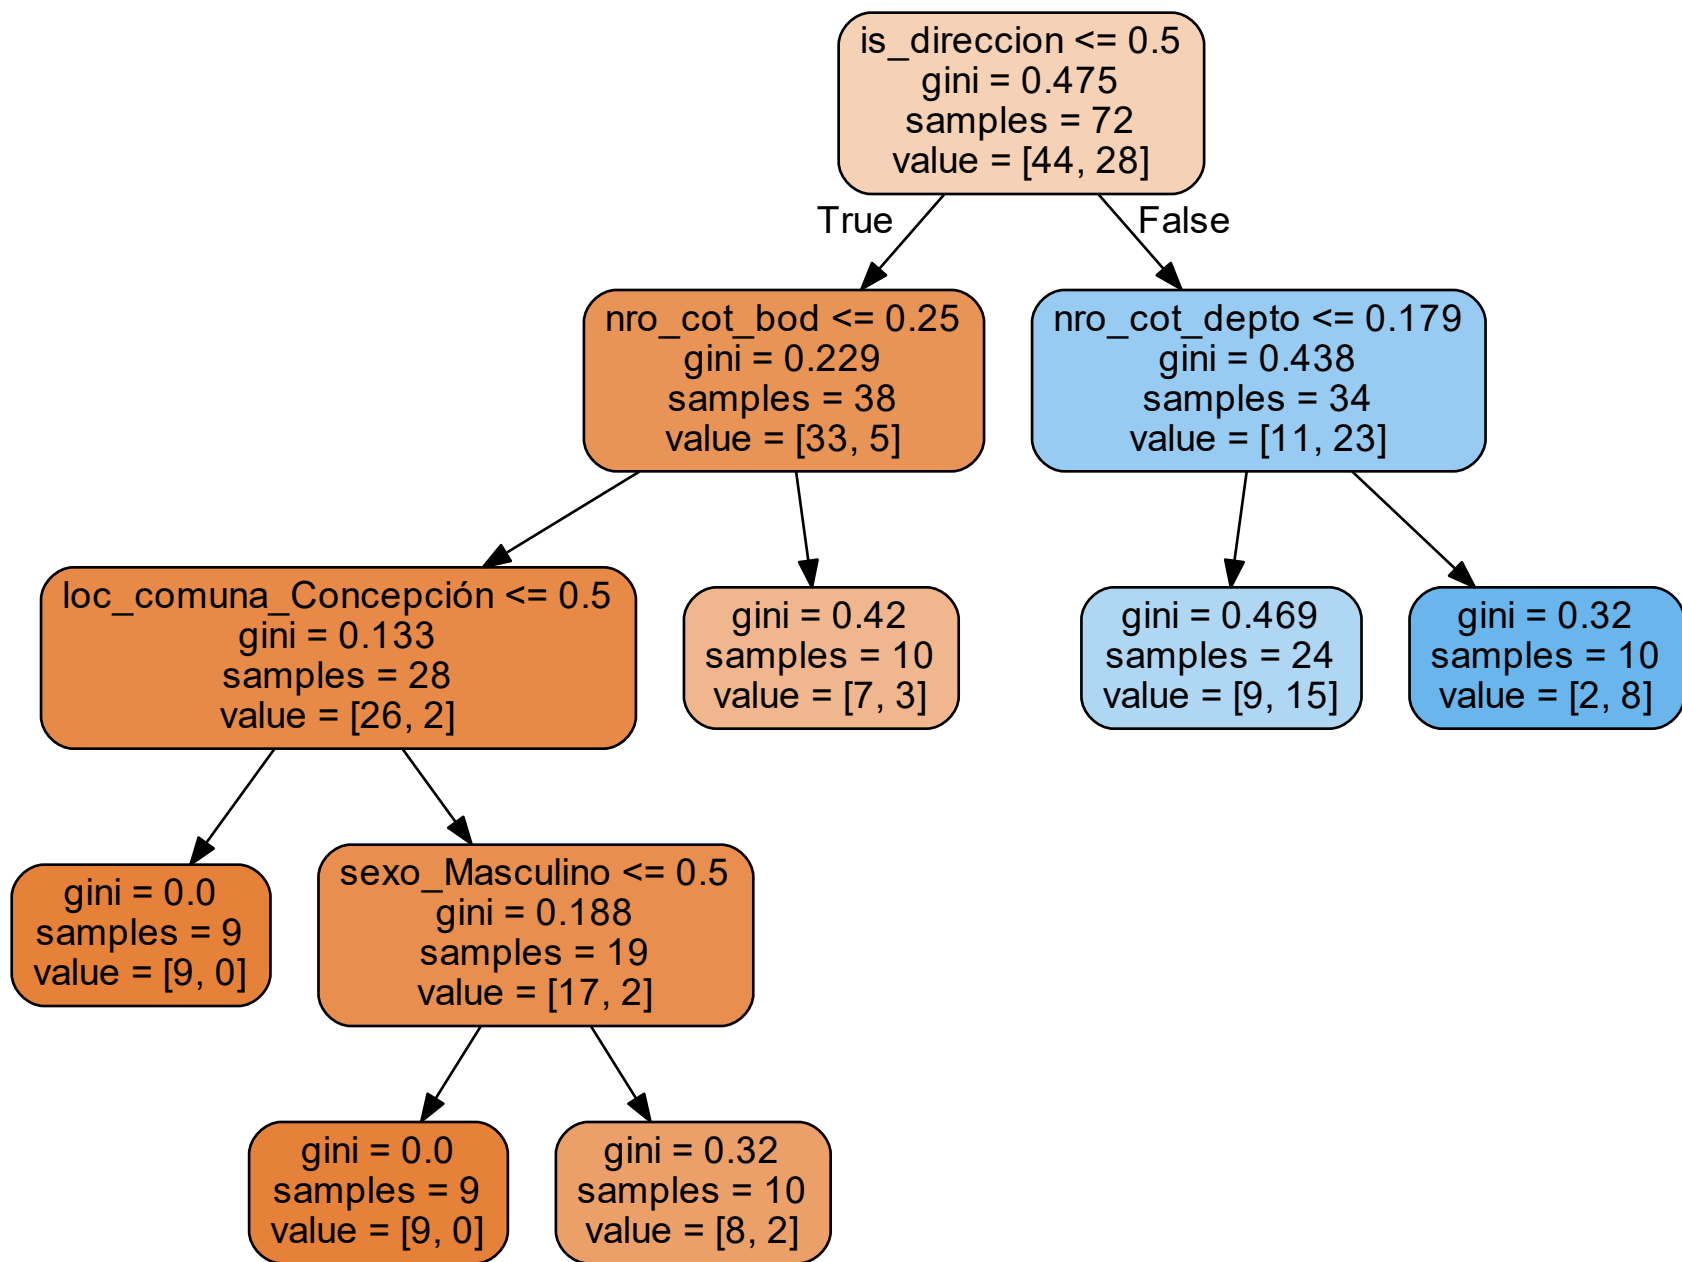 is_direccion <= 0.5
gini = 0.475
samples = 72
value = [44, 28]
True
False
nro_cot_bod <= 0.25
gini = 0.229
samples = 38
value = [33, 5]
nro_cot_depto <= 0.179
gini = 0.438
samples = 34
value = [11, 23]
loc_comuna_Concepción <= 0.5
gini = 0.133
samples = 28
value = [26, 2]
gini = 0.42
samples = 10
value = [7, 3]
gini = 0.469
samples = 24
value = [9, 15]
gini = 0.32
samples = 10
value = [2, 8]
gini = 0.0
samples = 9
value = [9, 0]
sexo_Masculino <= 0.5
gini = 0.188
samples = 19
value = [17, 2]
gini = 0.0
samples = 9
value = [9, 0]
gini = 0.32
samples = 10
value = [8, 2]